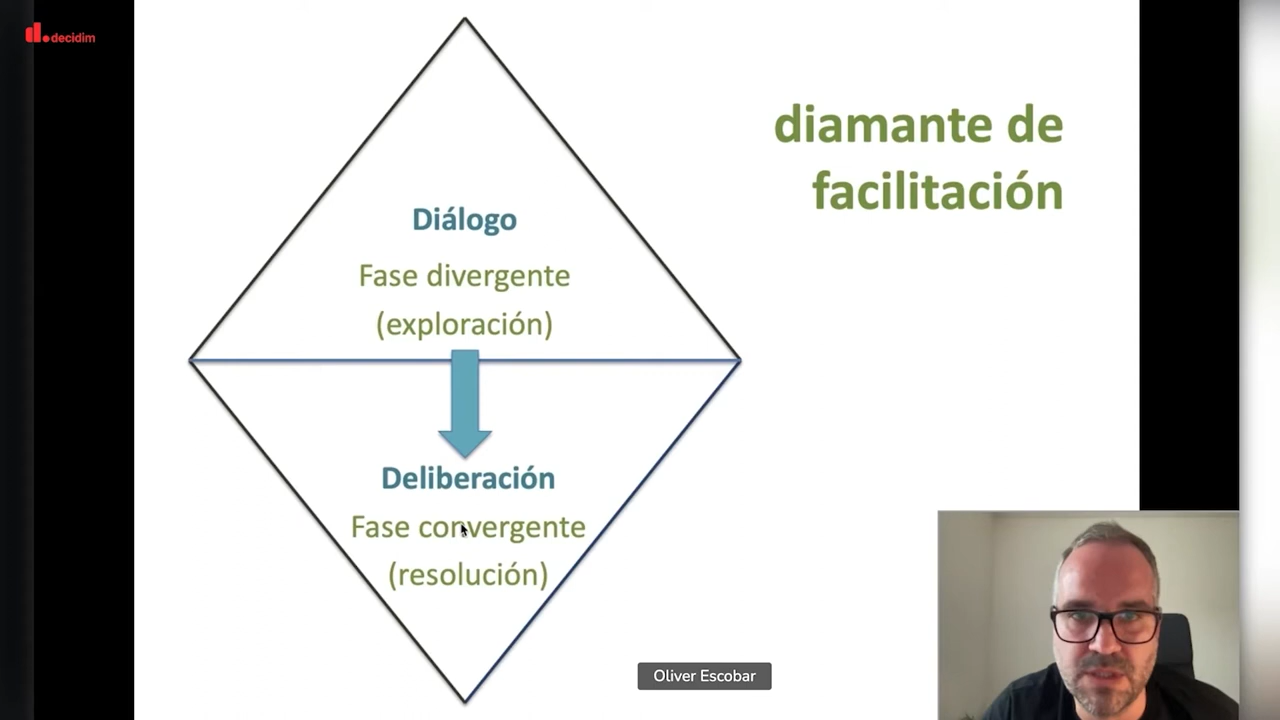 decidim
diamante de
facilitación
Diálogo
Fase divergente
(exploración)
Deliberación
Fase convergente
(resolución)
Oliver Escobar